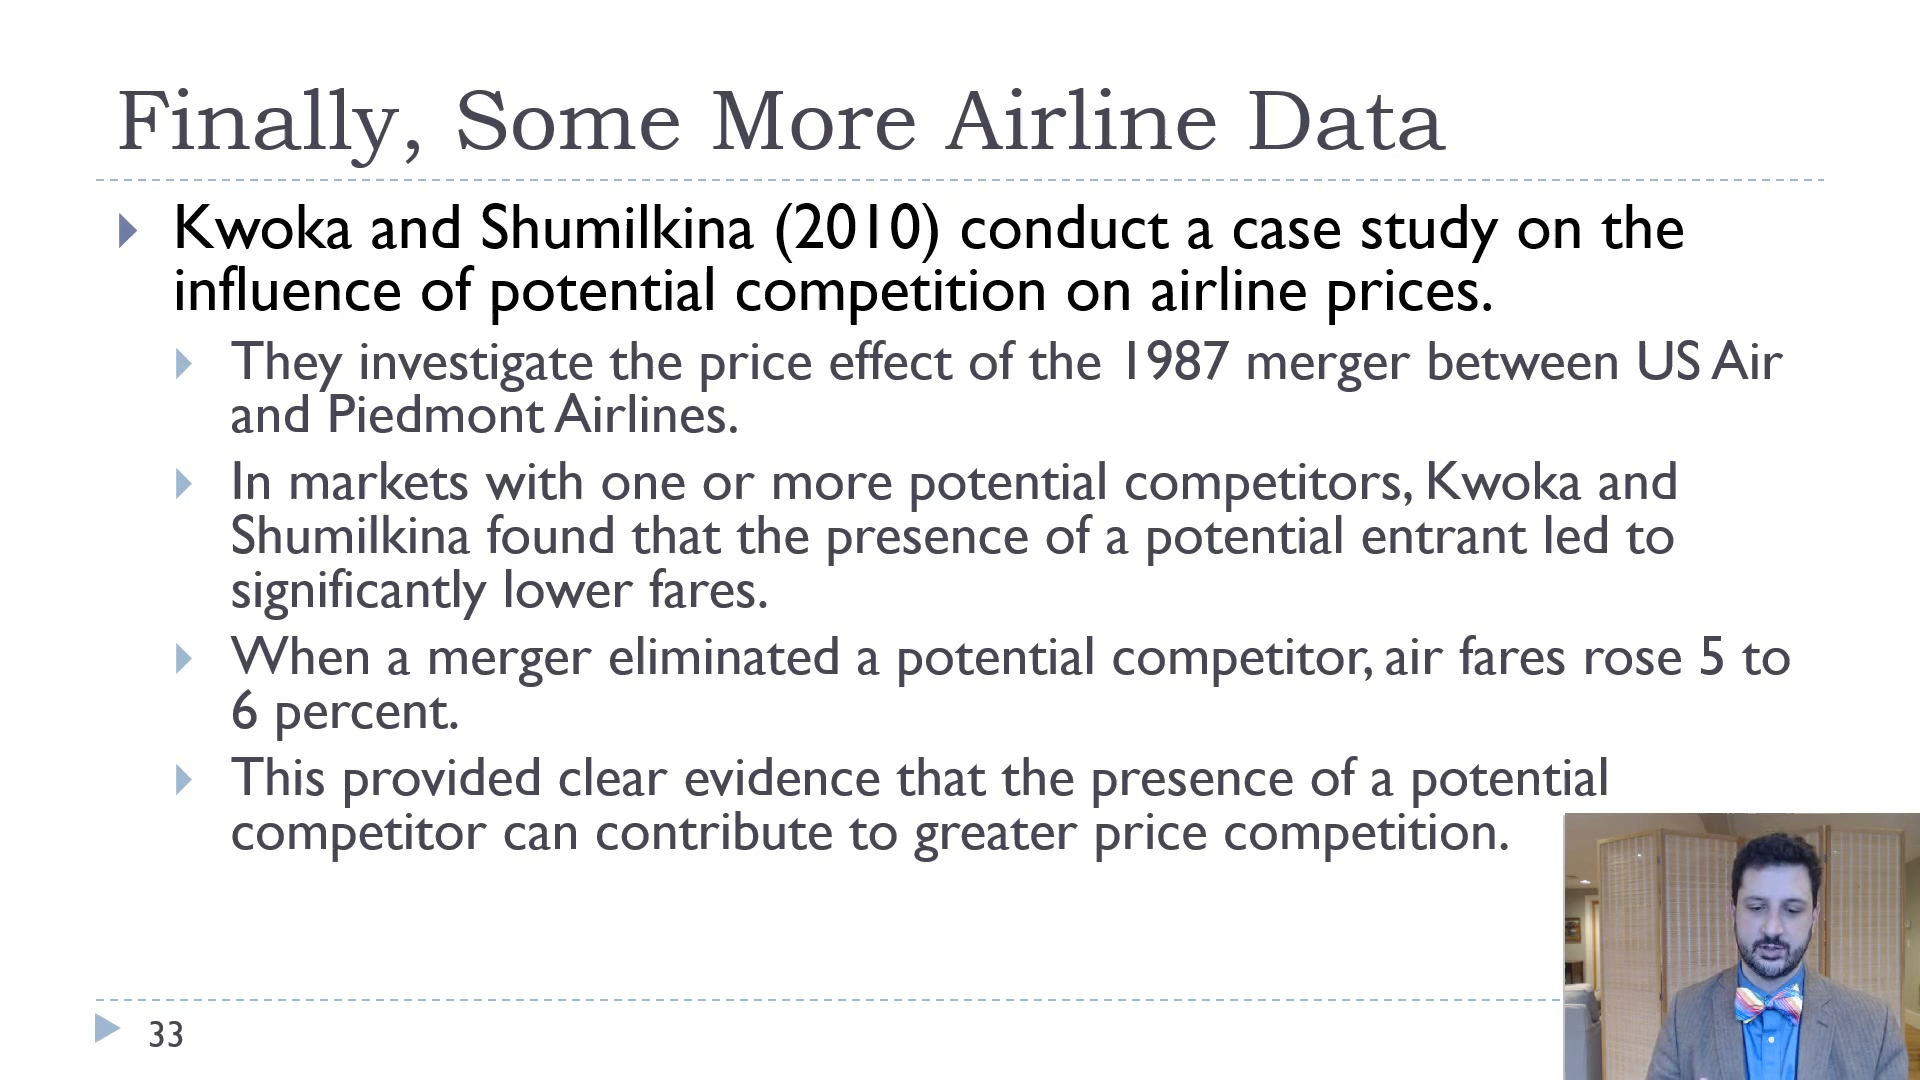 Finally, Some More Airline Data
Kwoka and Shumilkina (2010) conduct a case study on the
influence of potential competition on airline prices.
They investigate the price effect of the 1987 merger between US Air
and Piedmont Airlines.
In markets with one or more potential competitors, Kwoka and
Shumilkina found that the presence of a potential entrant led to
significantly lower fares.
When a merger eliminated a potential competitor, air fares rose 5 to
6 percent.
This provided clear evidence that the presence of a potential
competitor can contribute to greater price competition.
33